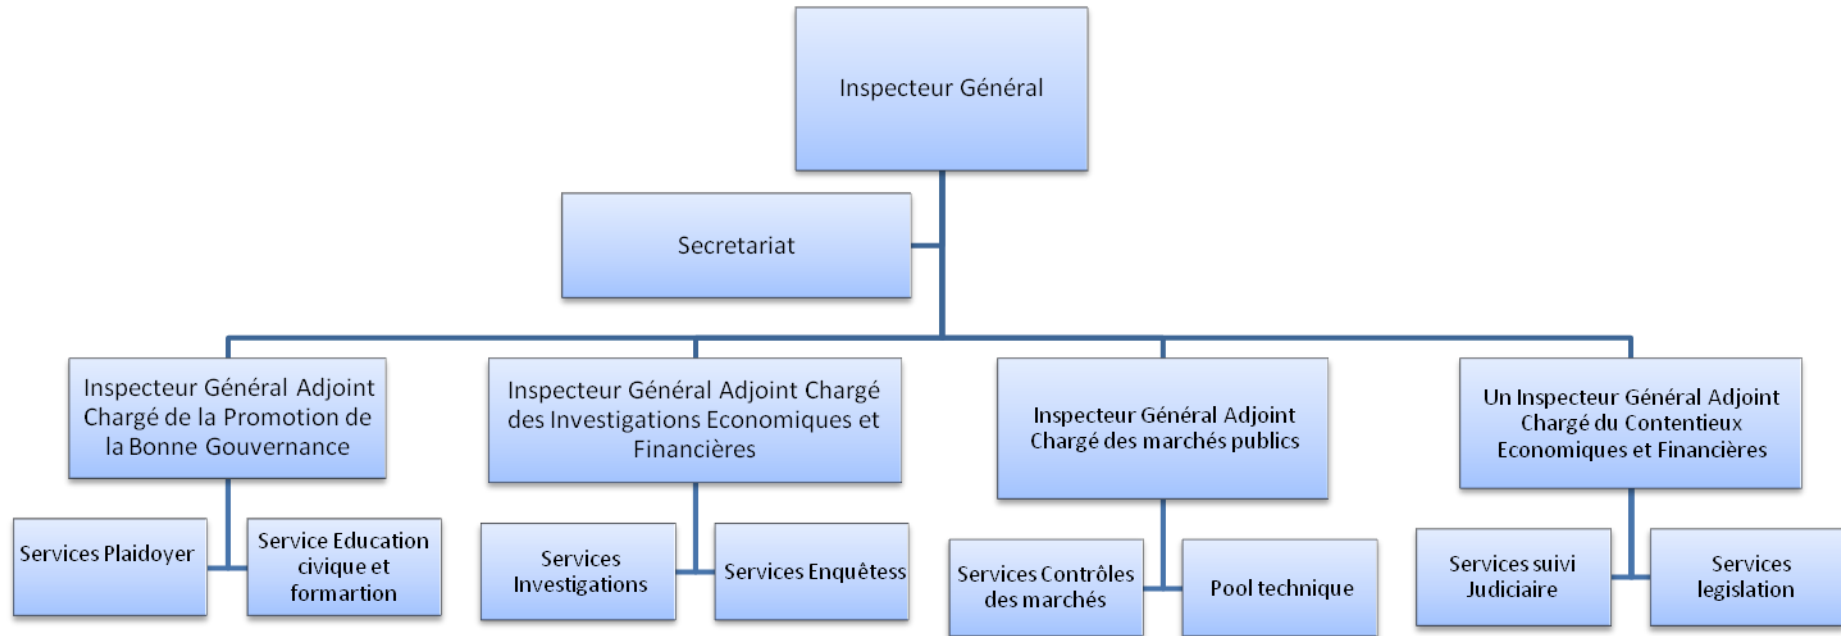 Inspecteur Général
Secretariat
Inspecteur Général Adjoint
Chargé de la Promotion de
la Bonne Gouvernance
Inspecteur Général Adjoint Chargé
des Investigations Economiques et
Financières
Inspecteur Général Adjoint
Chargé des marchés publics
Un Inspecteur Général Adjoint
Chargé du Contentieux
Economiques et Financières
Services Plaidoyer
Service Education
civique et
formartion
Services
Investigations
Services Enquêtess
Services Contrôles
des marchés
Pool technique
Services suivi
Judiciaire
Services
legislation